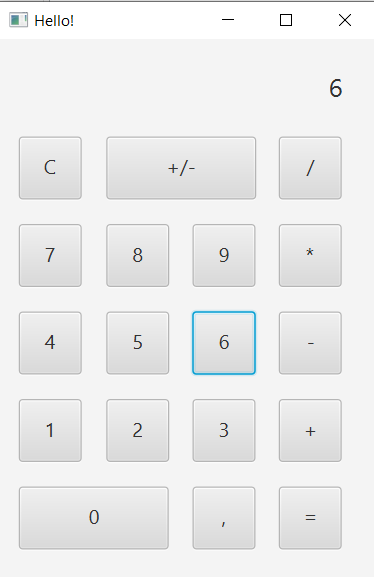 Hello!
6
C +/- /
7 8 9 *
4 5 6 -
1 2 3 +
0 , =